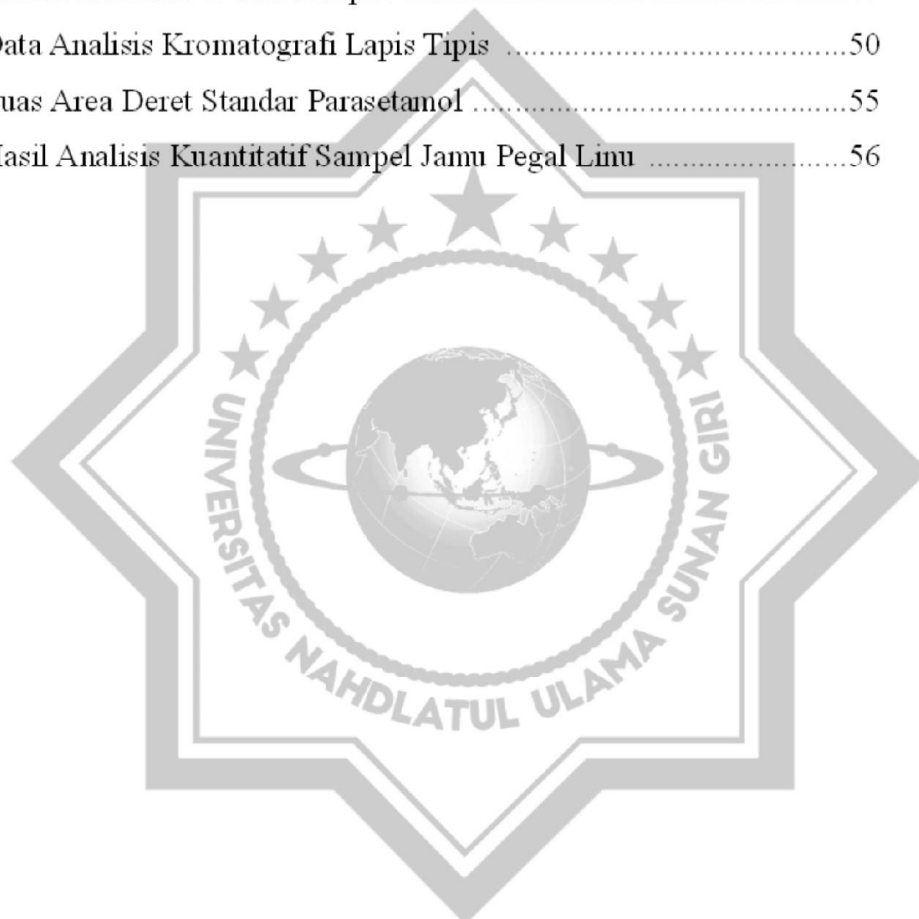 Data Analisis Kromatografi Lapis Tipis ........................................50
Luas Area Deret Standar Parasetamol ............................................55
Hasil Analisis Kuantitatif Sampel Jamu Pegal Linu .......................56
UNIVERSITAS NAHDLATUL ULAMA SUNAN GIRI